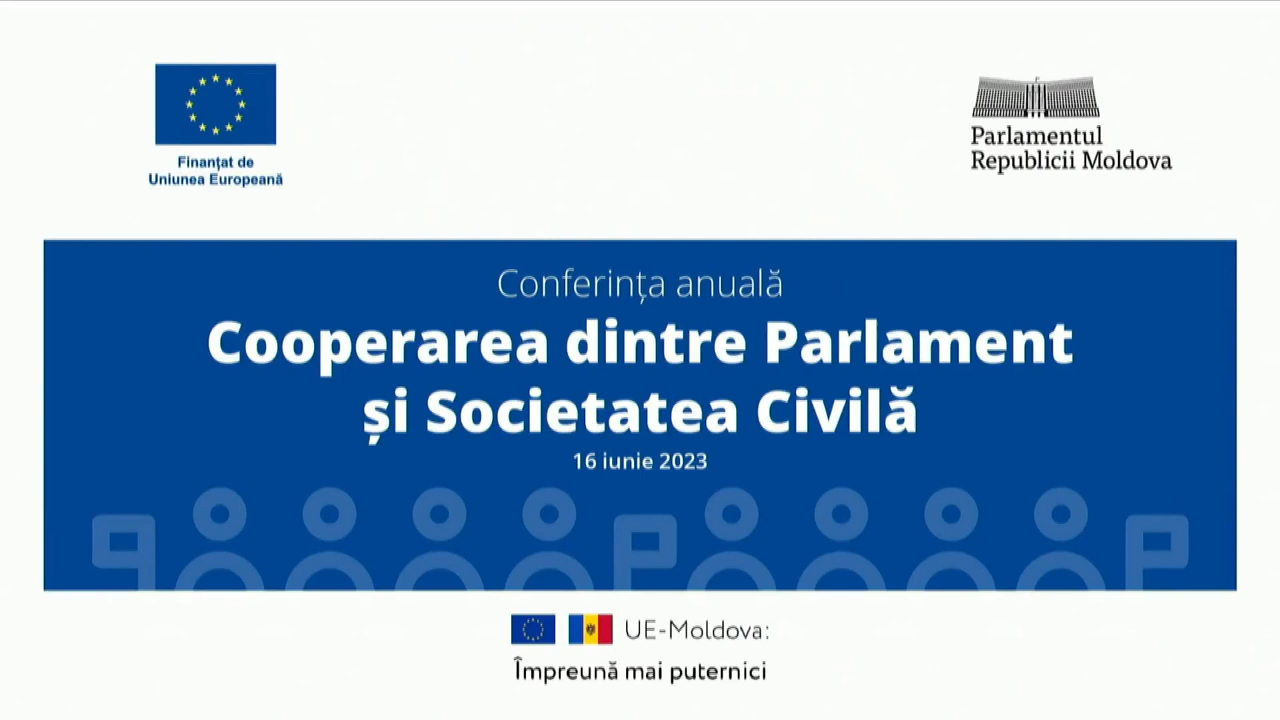 Finanțat de
Uniunea Europeană
Parlamentul
Republicii Moldova
Conferința anuală
Cooperarea dintre Parlament
și Societatea Civilă
16 iunie 2023
UE-Moldova:
Împreună mai puternici